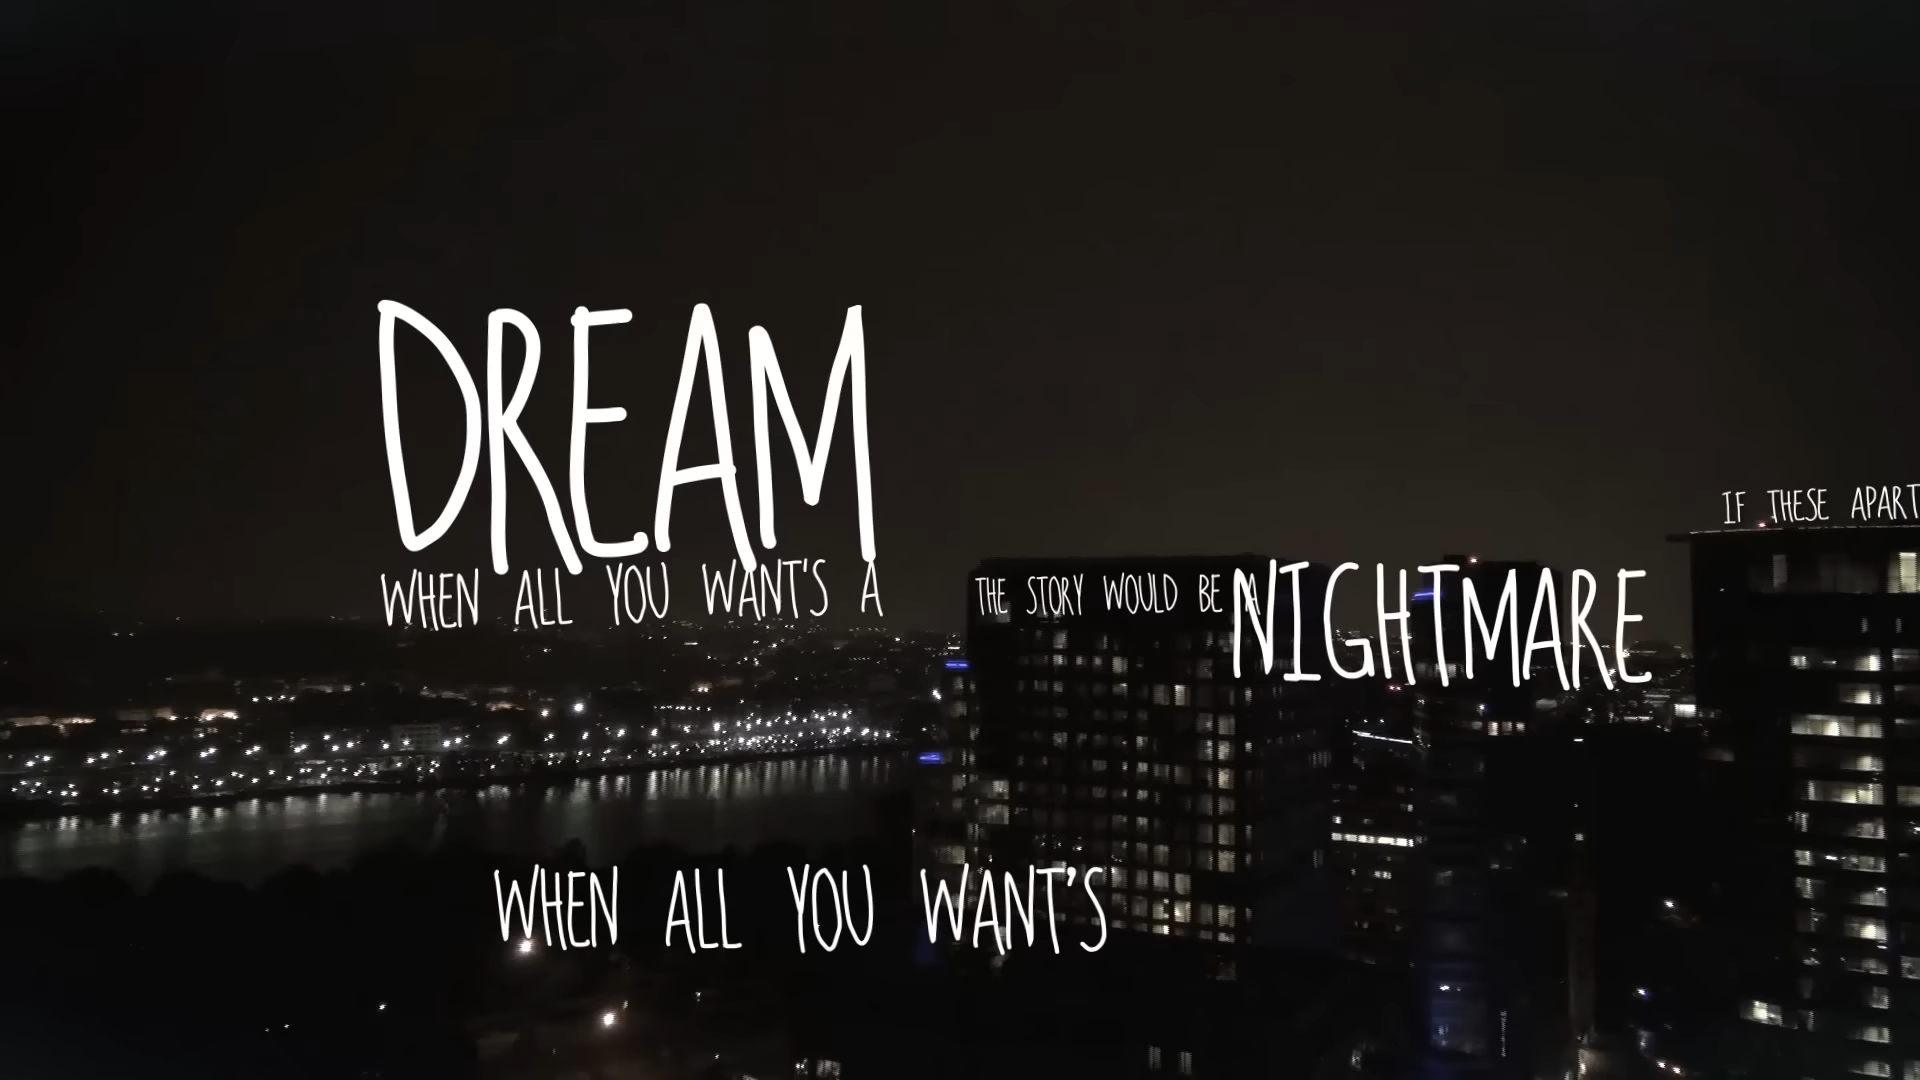 IF THESE APART
THE STORY WOULD BE A NIGHTMARE
DREAM
WHEN ALL YOU WANT'S A
WHEN ALL YOU WANT'S